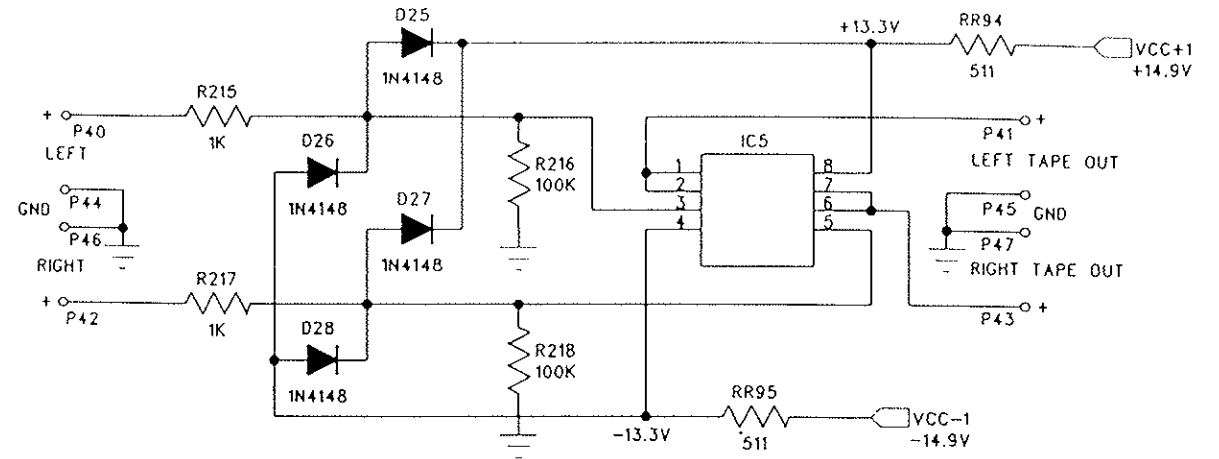 D25
1N4148
+13.3V
RR94
511
VCC+1
+14.9V
R215
1K
+
P40
LEFT
D26
1N4148
R216
100K
IC5
1
2
3
4
8
7
6
5
P41
+
LEFT TAPE OUT
GND
P44
P46
D27
1N4148
P45
GND
P47
RIGHT
RIGHT TAPE OUT
+
P42
R217
1K
P43
+
D28
1N4148
R218
100K
RR95
511
-13.3V
VCC-1
-14.9V